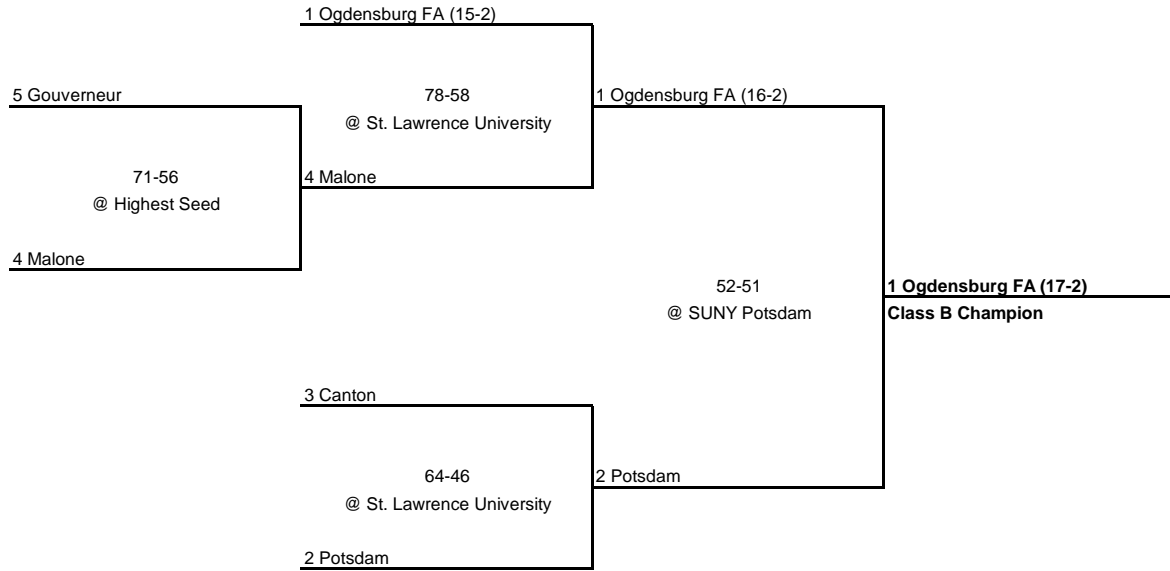 1 Ogdensburg FA (15-2)
5 Gouverneur
78-58
1 Ogdensburg FA (16-2)
@ St. Lawrence University
71-56
4 Malone
@ Highest Seed
4 Malone
52-51
1 Ogdensburg FA (17-2)
@ SUNY Potsdam
Class B Champion
3 Canton
64-46
2 Potsdam
@ St. Lawrence University
2 Potsdam